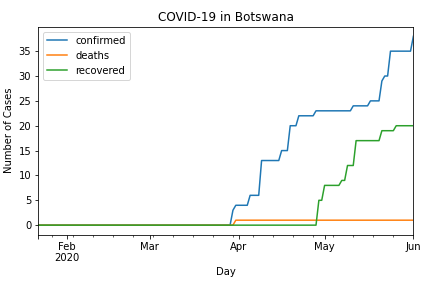 COVID-19 in Botswana
confirmed
deaths
recovered
Number of Cases
35
30
25
20
15
10
5
0
Feb
2020
Mar
Apr
May
Jun
Day